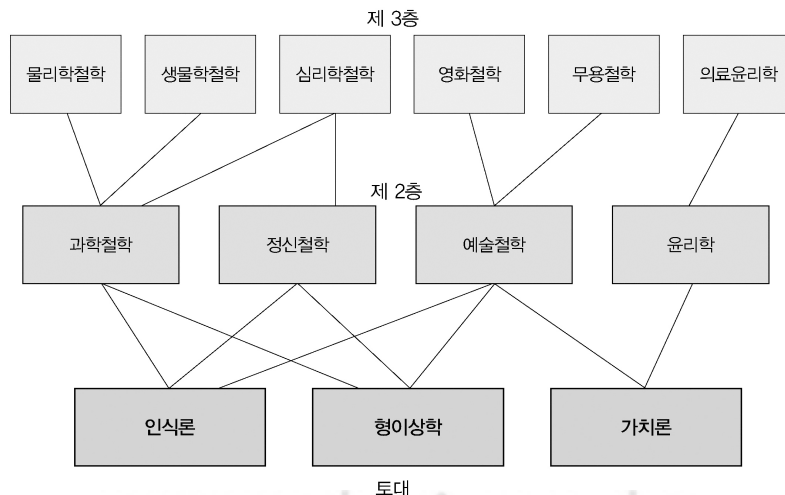 제 3층
물리학철학
생물학철학
심리학철학
영화철학
무용철학
의료윤리학
제 2층
과학철학
정신철학
예술철학
윤리학
인식론
형이상학
가치론
토대